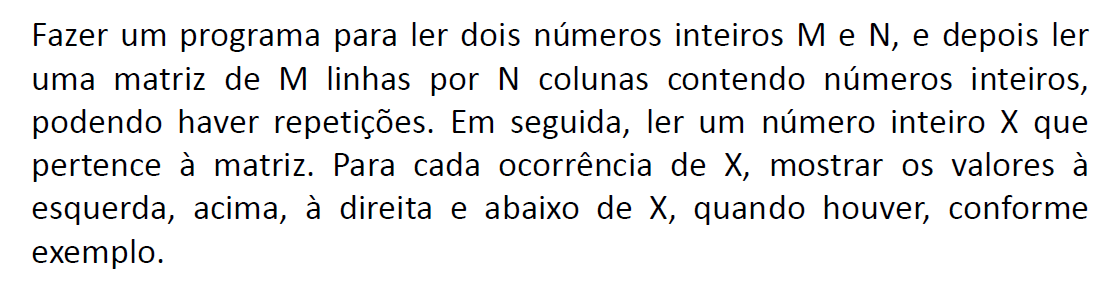 Fazer um programa para ler dois números inteiros M e N, e depois ler
uma matriz de M linhas por N colunas contendo números inteiros,
podendo haver repetições. Em seguida, ler um número inteiro X que
pertence à matriz. Para cada ocorrência de X, mostrar os valores à
esquerda, acima, à direita e abaixo de X, quando houver, conforme
exemplo.